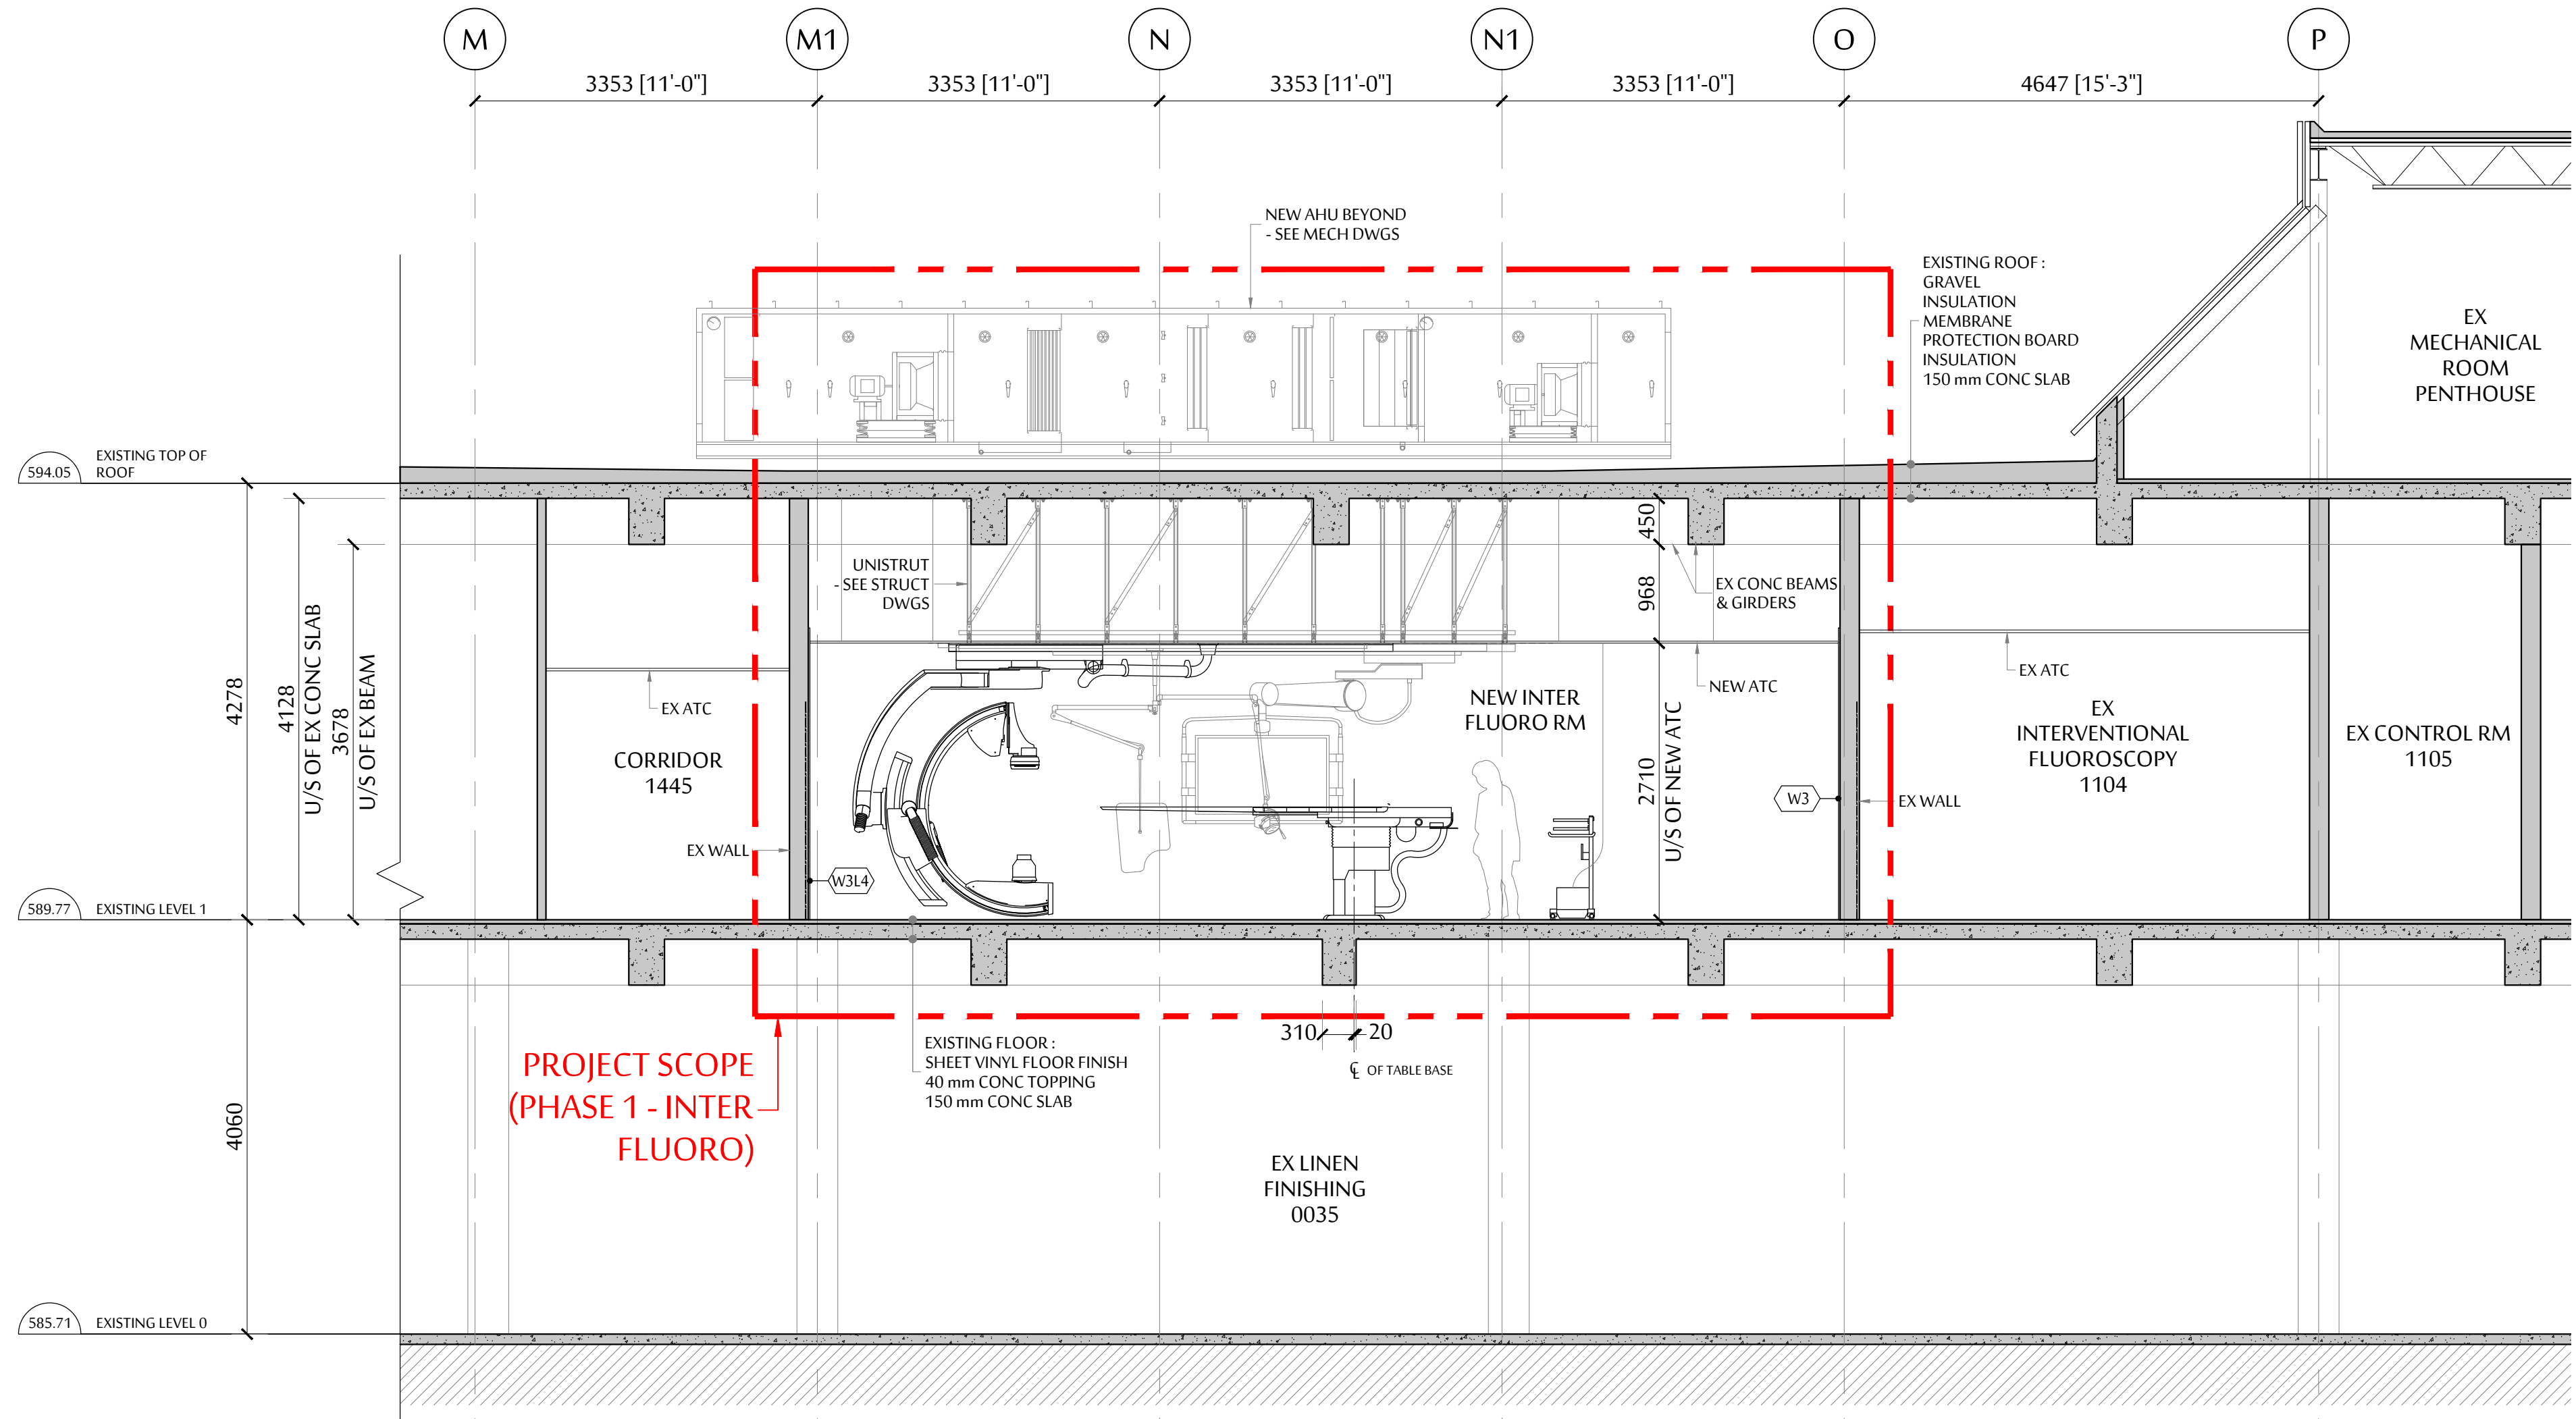 M
M1
N
N1
O
P
3353 [11'-0"]
3353 [11'-0"]
3353 [11'-0"]
3353 [11'-0"]
4647 [15'-3"]
NEW AHU BEYOND
- SEE MECH DWGS
EXISTING ROOF :
GRAVEL
INSULATION
MEMBRANE
PROTECTION BOARD
INSULATION
150 mm CONC SLAB
EX
MECHANICAL
ROOM
PENTHOUSE
594.05
EXISTING TOP OF
ROOF
UNISTRUT
- SEE STRUCT
DWGS
450
968
EX CONC BEAMS
& GIRDERS
4278
4128
U/S OF EX CONC SLAB
3678
U/S OF EX BEAM
EX ATC
CORRIDOR
1445
EX WALL
W3L4
NEW INTER
FLUORO RM
2710
U/S OF NEW ATC
NEW ATC
W3
EX WALL
EX ATC
EX
INTERVENTIONAL
FLUOROSCOPY
1104
EX CONTROL RM
1105
589.77
EXISTING LEVEL 1
310
20
℄ OF TABLE BASE
EXISTING FLOOR :
SHEET VINYL FLOOR FINISH
40 mm CONC TOPPING
150 mm CONC SLAB
PROJECT SCOPE
(PHASE 1 - INTER
FLUORO)
4060
EX LINEN
FINISHING
0035
585.71
EXISTING LEVEL 0